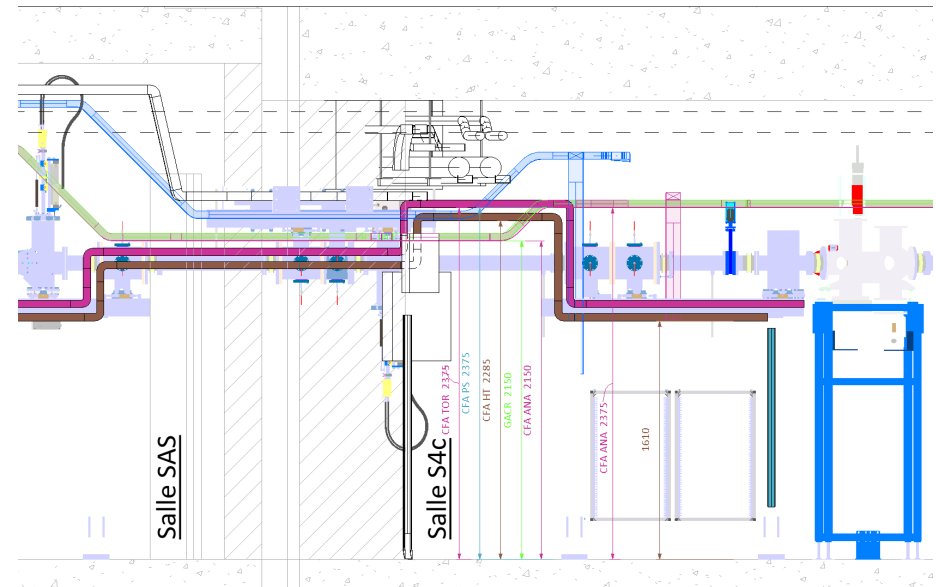 Salle SAS
Salle S4c
CFA TOR 2375
CFA PS 2375
CFA HT 2285
GACB 2150
CFA ANA 2150
CFA ANA 2375
1610